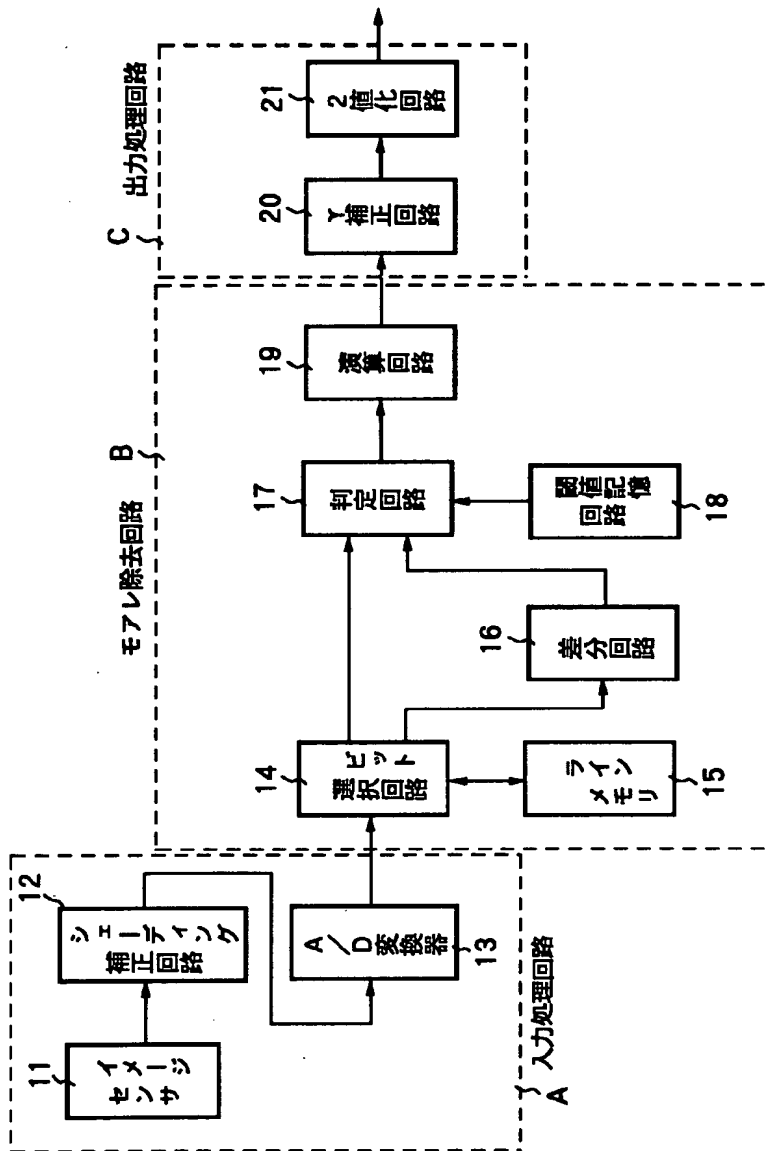 入力処理回路
A
11
イメージ
センサ
12
シェーディング
補正回路
A/D変換器
13
モアレ除去回路
B
14
ビット
選択回路
ライン
メモリ
15
16
差分回路
17
判定回路
閾値記憶
回路
18
19
演算回路
出力処理回路
C
20
γ補正回路
21
2値化回路